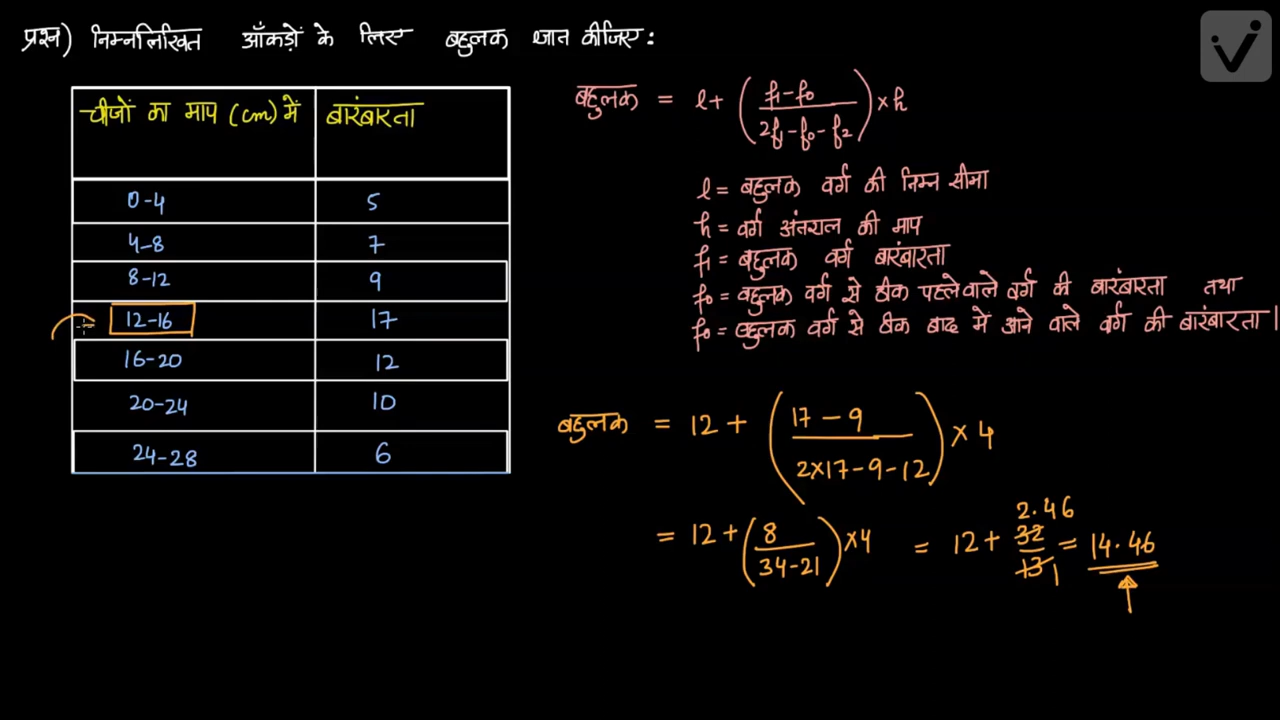 प्रश्न) निम्नलिखित आँकड़ों के लिए बहुलक ज्ञात कीजिए :
चीजों का माप (cm) में बारंबारता
0-4 5
4-8 7
8-12 9
12-16 17
16-20 12
20-24 10
24-28 6
बहुलक = l + (f₁-f₀ / 2f₁-f₀-f₂) × h
l = बहुलक वर्ग की निम्न सीमा
h = वर्ग अंतराल की माप
f₁ = बहुलक वर्ग बारंबारता
f₀ = बहुलक वर्ग से ठीक पहले वाले वर्ग की बारंबारता तथा
f₀ = बहुलक वर्ग से ठीक बाद में आने वाले वर्ग की बारंबारता ।
बहुलक = 12 + (17-9 / 2×17-9-12) × 4
= 12 + (8 / 34-21) × 4 = 12 + 32/13 = 14.46
2.46
1